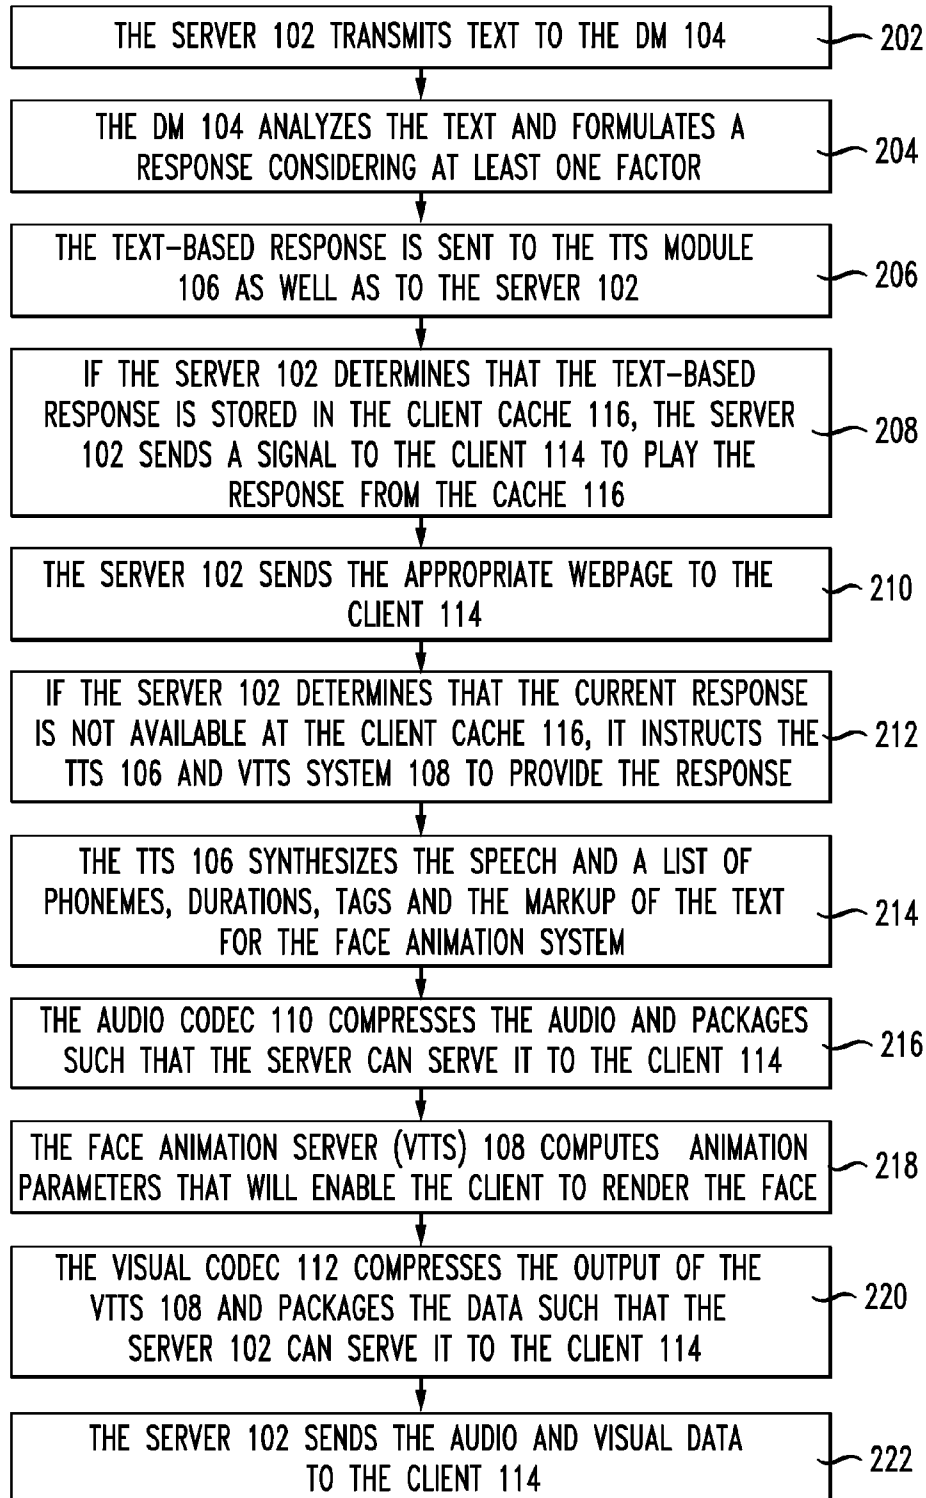 THE SERVER 102 TRANSMITS TEXT TO THE DM 104
202
THE DM 104 ANALYZES THE TEXT AND FORMULATES A
RESPONSE CONSIDERING AT LEAST ONE FACTOR
204
THE TEXT-BASED RESPONSE IS SENT TO THE TTS MODULE
106 AS WELL AS TO THE SERVER 102
206
IF THE SERVER 102 DETERMINES THAT THE TEXT-BASED
RESPONSE IS STORED IN THE CLIENT CACHE 116, THE SERVER
102 SENDS A SIGNAL TO THE CLIENT 114 TO PLAY THE
RESPONSE FROM THE CACHE 116
208
THE SERVER 102 SENDS THE APPROPRIATE WEBPAGE TO THE
CLIENT 114
210
IF THE SERVER 102 DETERMINES THAT THE CURRENT RESPONSE
IS NOT AVAILABLE AT THE CLIENT CACHE 116, IT INSTRUCTS THE
TTS 106 AND VTTS SYSTEM 108 TO PROVIDE THE RESPONSE
212
THE TTS 106 SYNTHESIZES THE SPEECH AND A LIST OF
PHONEMES, DURATIONS, TAGS AND THE MARKUP OF THE TEXT
FOR THE FACE ANIMATION SYSTEM
214
THE AUDIO CODEC 110 COMPRESSES THE AUDIO AND PACKAGES
SUCH THAT THE SERVER CAN SERVE IT TO THE CLIENT 114
216
THE FACE ANIMATION SERVER (VTTS) 108 COMPUTES ANIMATION
PARAMETERS THAT WILL ENABLE THE CLIENT TO RENDER THE FACE
218
THE VISUAL CODEC 112 COMPRESSES THE OUTPUT OF THE
VTTS 108 AND PACKAGES THE DATA SUCH THAT THE
SERVER 102 CAN SERVE IT TO THE CLIENT 114
220
THE SERVER 102 SENDS THE AUDIO AND VISUAL DATA
TO THE CLIENT 114
222